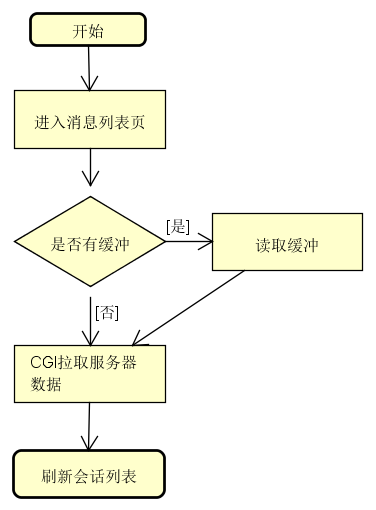 开始
进入消息列表页
是否有缓冲
[是]
读取缓冲
[否]
CGI拉取服务器
数据
刷新会话列表